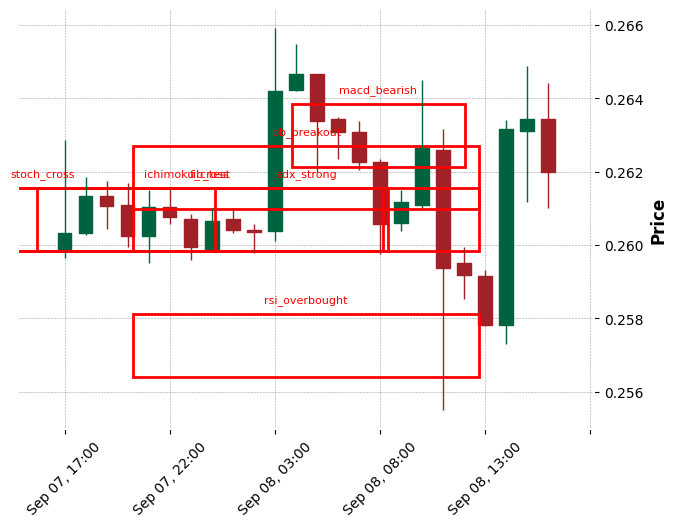 0.266
macd_bearish
0.264
bb_breakout
stoch_cross
adx_strong
0.262
0.260
Price
rsi_overbought
0.258
0.256
Sep 07, 17:00
Sep 07, 22:00
Sep 08, 03:00
Sep 08, 08:00
Sep 08, 13:00